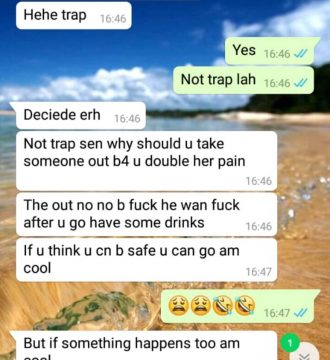 Hehe trap
16:46
Yes 16:46
Not trap lah 16:46
Deciede erh 16:46
Not trap sen why should u take
someone out b4 u double her pain
16:46
The out no no b fuck he wan fuck
after u go have some drinks
16:46
If u think u cn b safe u can go am
cool
16:47
😩😩🤣🤣 16:47
1
But if something happens too am
cool